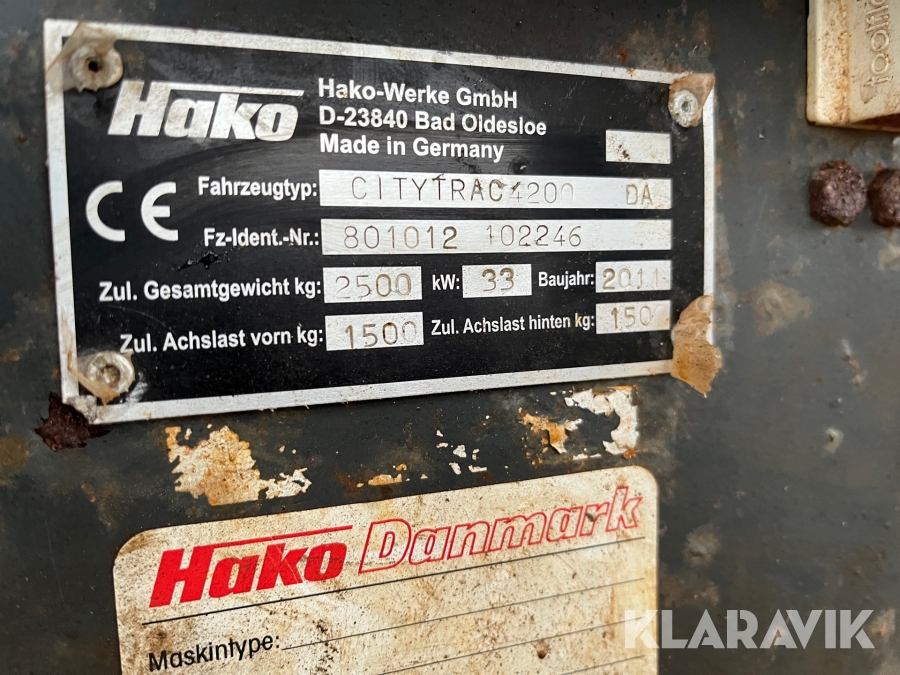 Hako
Hako-Werke GmbH
D-23840 Bad Oldesloe
Made in Germany
CE
Fahrzeugtyp: CITYTRAC4200 DA
Fz-Ident.-Nr.: 801012 102246
Zul. Gesamtgewicht kg: 2500 kW: 33 Baujahr: 2011
Zul. Achslast vorn kg: 1500 Zul. Achslast hinten kg: 150
Hako Danmark
Maskintype:
KLARAVIK